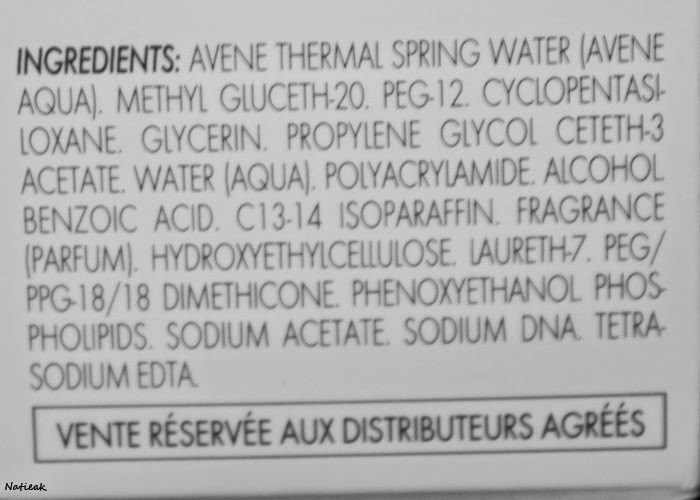 INGREDIENTS: AVENE THERMAL SPRING WATER (AVENE
AQUA). METHYL GLUCETH-20. PEG-12. CYCLOPENTASI-
LOXANE. GLYCERIN. PROPYLENE GLYCOL CETETH-3
ACETATE. WATER (AQUA). POLYACRYLAMIDE. ALCOHOL
BENZOIC ACID. C13-14 ISOPARAFFIN. FRAGRANCE
(PARFUM). HYDROXYETHYLCELLULOSE. LAURETH-7. PEG/
PPG-18/18 DIMETHICONE. PHENOXYETHANOL PHOS-
PHOLIPIDS. SODIUM ACETATE. SODIUM DNA. TETRA-
SODIUM EDTA.
VENTE RÉSERVÉE AUX DISTRIBUTEURS AGRÉÉS
Natieak